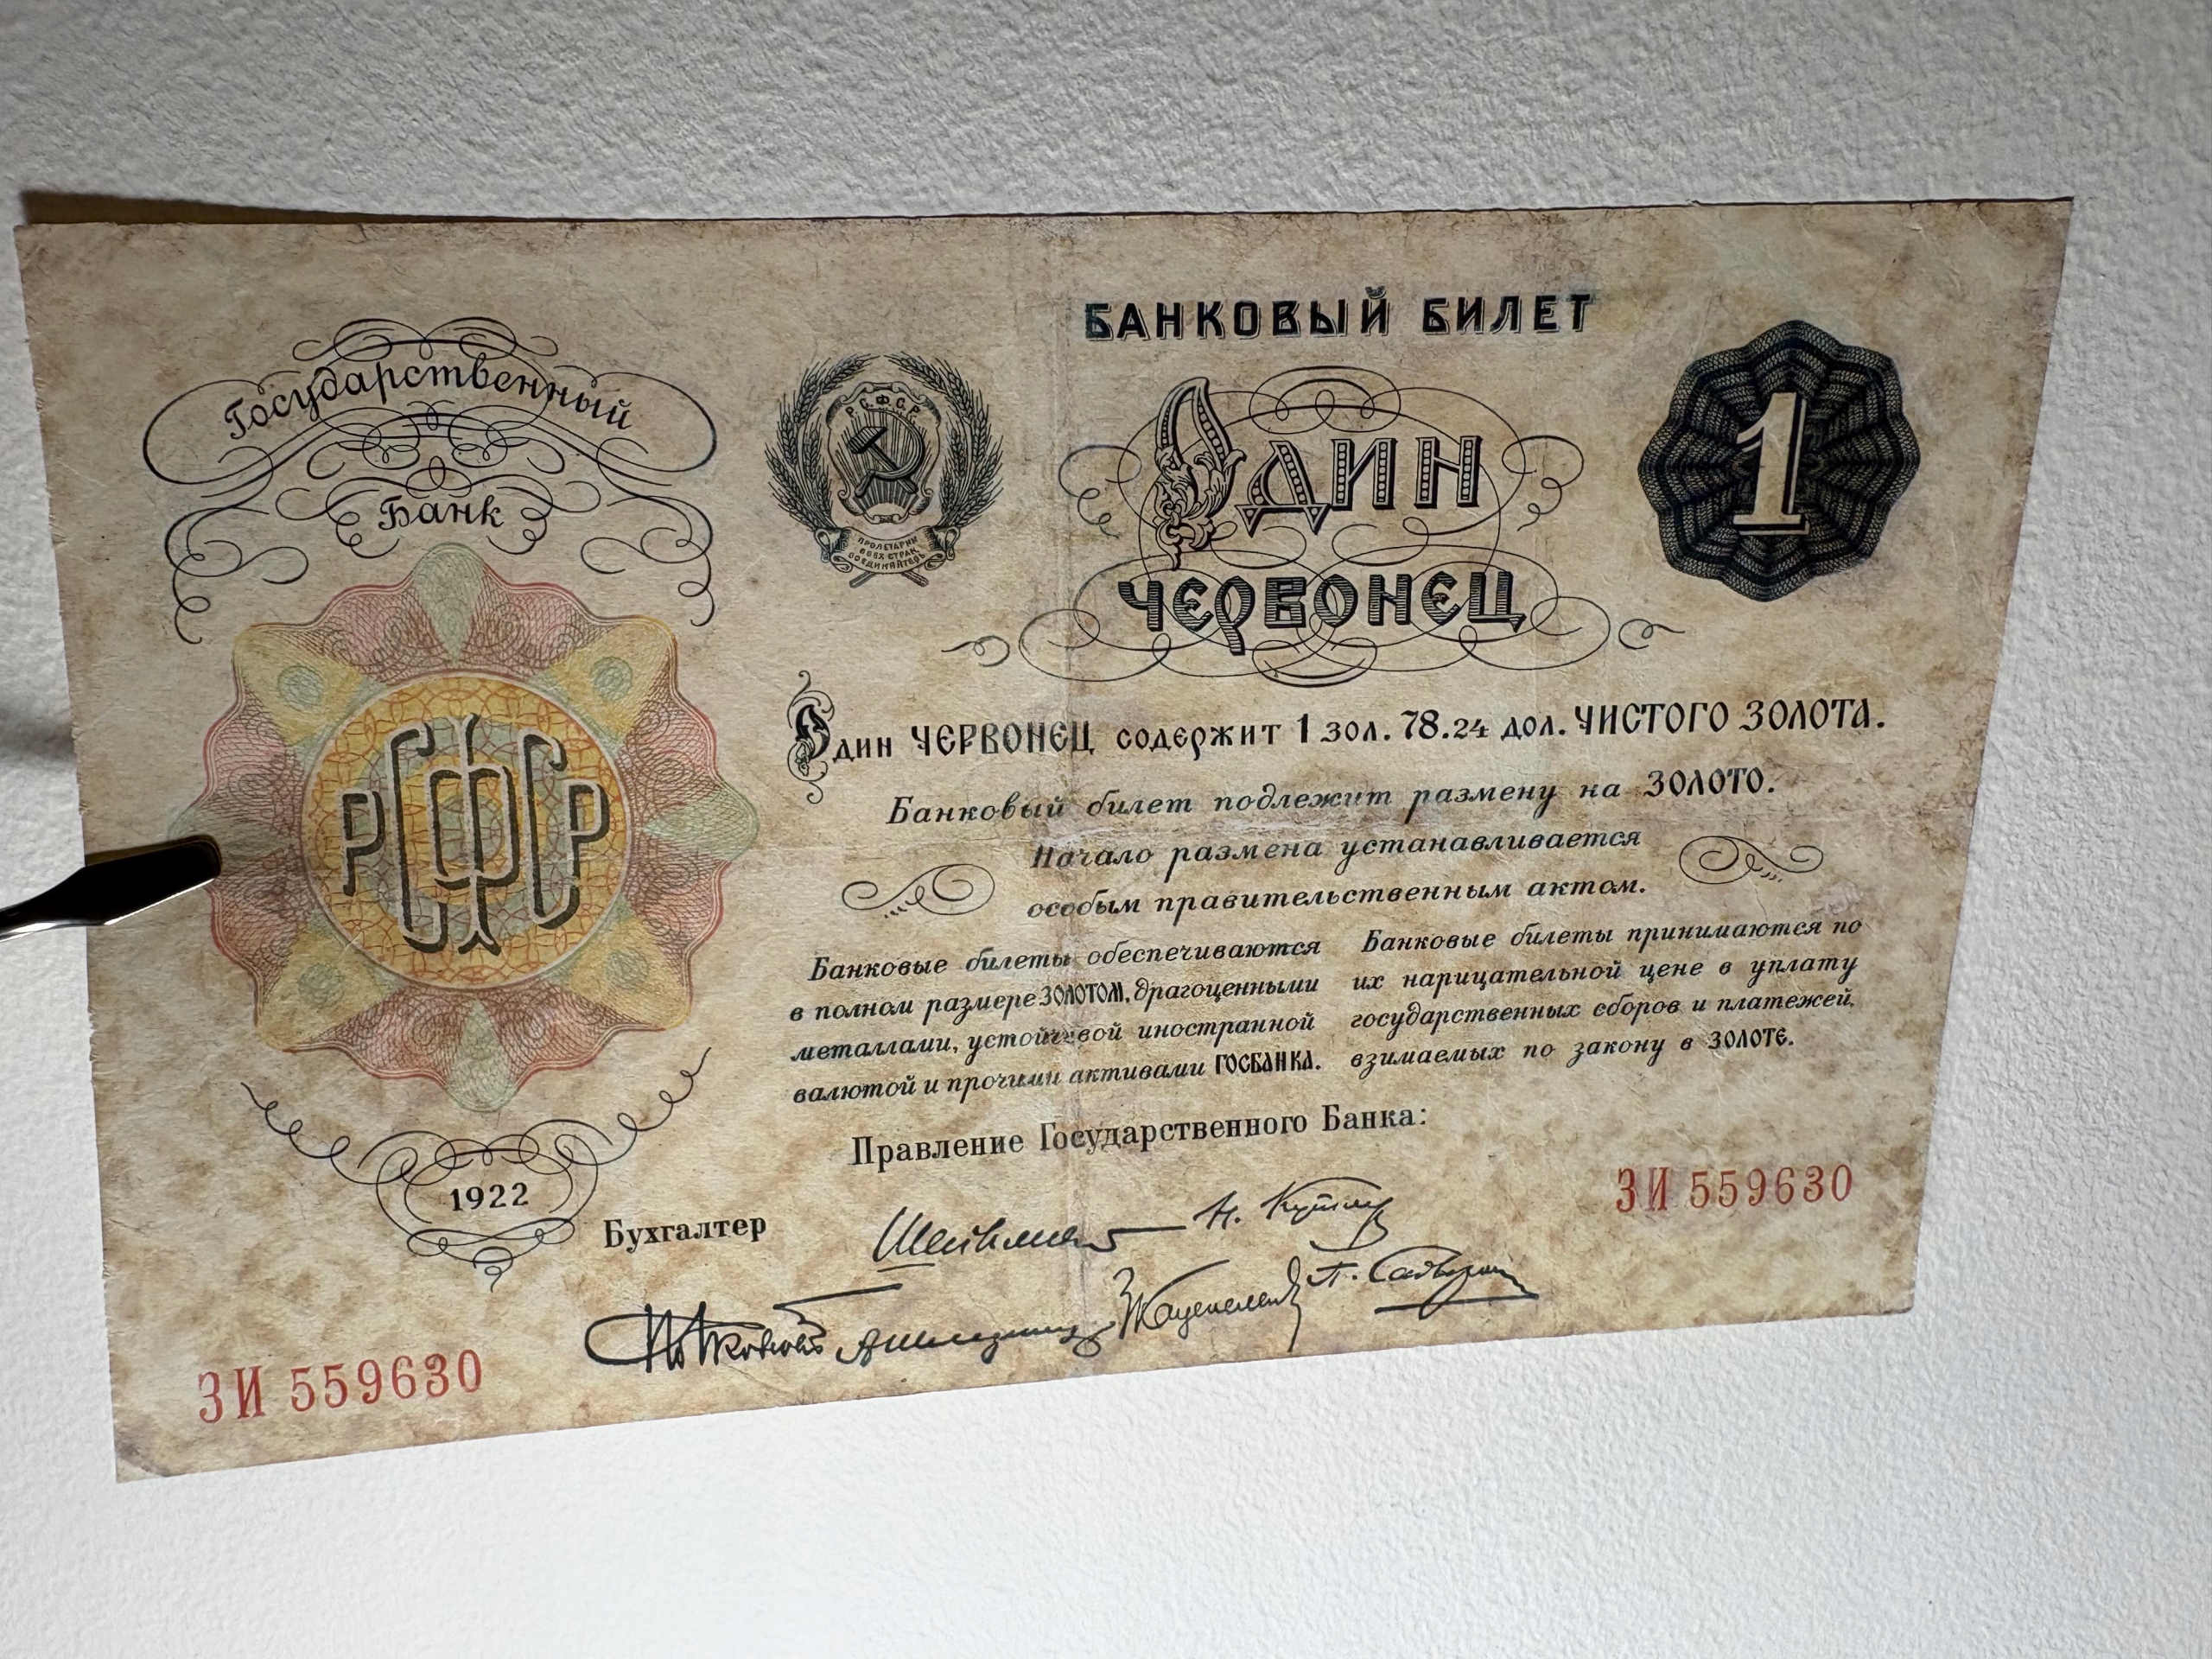 Государственный
Банк
РСФСР
1922
БАНКОВЫЙ БИЛЕТ
Р.С.Ф.С.Р.
ПРОЛЕТАРИИ
ВСЕХ СТРАН
СОЕДИНЯЙТЕСЬ
ОДИН
ЧЕРВОНЕЦ
1
Один ЧЕРВОНЕЦ содержит 1 зол. 78.24 дол. ЧИСТОГО ЗОЛОТА.
Банковый билет подлежит размену на ЗОЛОТО.
Начало размена устанавливается
особым правительственным актом.
Банковые билеты обеспечиваются
в полном размере ЗОЛОТОМ, драгоценными
металлами, устойчивой иностранной
валютой и прочими активами ГОСБАНКА.
Банковые билеты принимаются по
их нарицательной цене в уплату
государственных сборов и платежей,
взимаемых по закону в ЗОЛОТЕ.
Правление Государственного Банка:
Бухгалтер
ЗИ 559630
ЗИ 559630